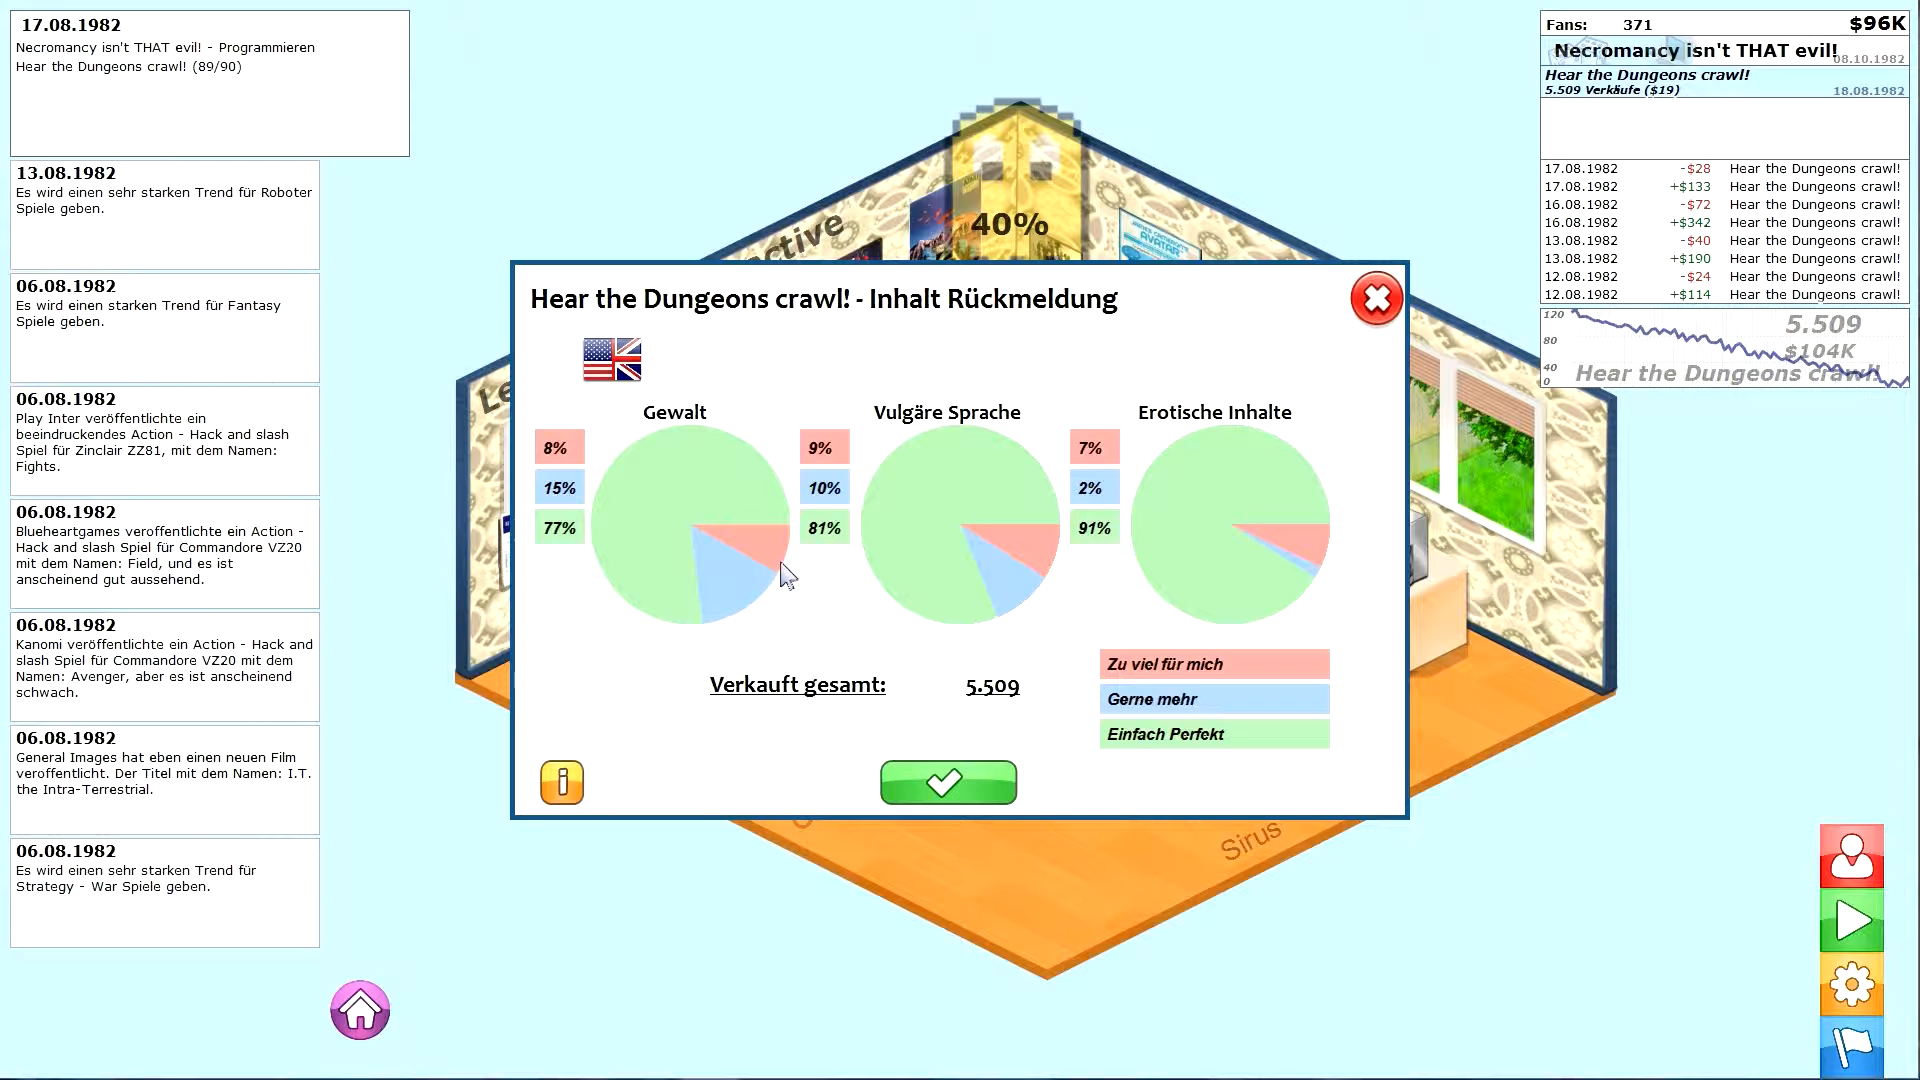 17.08.1982
Necromancy isn't THAT evil! - Programmieren
Hear the Dungeons crawl! (89/90)
13.08.1982
Es wird einen sehr starken Trend für Roboter
Spiele geben.
06.08.1982
Es wird einen starken Trend für Fantasy
Spiele geben.
06.08.1982
Play Inter veröffentlichte ein
beeindruckendes Action - Hack and slash
Spiel für Zinclair ZZ81, mit dem Namen:
Fights.
06.08.1982
Blueheartgames veroffentlichte ein Action -
Hack and slash Spiel für Commandore VZ20
mit dem Namen: Field, und es ist
anscheinend gut aussehend.
06.08.1982
Kanomi veröffentlichte ein Action - Hack and
slash Spiel für Commandore VZ20 mit dem
Namen: Avenger, aber es ist anscheinend
schwach.
06.08.1982
General Images hat eben einen neuen Film
veroffentlicht. Der Titel mit dem Namen: I.T.
the Intra-Terrestrial.
06.08.1982
Es wird einen sehr starken Trend für
Strategy - War Spiele geben.
40%
AVATAR
Hear the Dungeons crawl! - Inhalt Rückmeldung
Gewalt
8%
15%
77%
Vulgäre Sprache
9%
10%
81%
Erotische Inhalte
7%
2%
91%
Verkauft gesamt: 5.509
Zu viel für mich
Gerne mehr
Einfach Perfekt
Sirus
Fans: 371 $96K
Necromancy isn't THAT evil! 08.10.1982
Hear the Dungeons crawl!
5.509 Verkäufe ($19) 18.08.1982
17.08.1982 -$28 Hear the Dungeons crawl!
17.08.1982 +$133 Hear the Dungeons crawl!
16.08.1982 -$72 Hear the Dungeons crawl!
16.08.1982 +$342 Hear the Dungeons crawl!
13.08.1982 -$40 Hear the Dungeons crawl!
13.08.1982 +$190 Hear the Dungeons crawl!
12.08.1982 -$24 Hear the Dungeons crawl!
12.08.1982 +$114 Hear the Dungeons crawl!
120
80
40
0
5.509
$104K
Hear the Dungeons crawl!